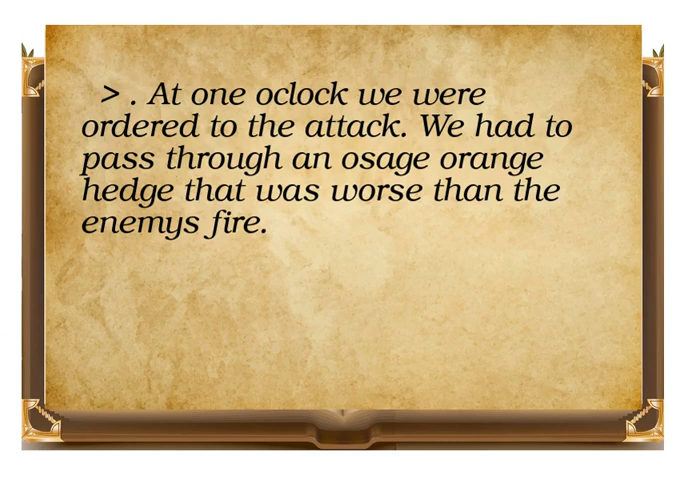 > . At one oclock we were
ordered to the attack. We had to
pass through an osage orange
hedge that was worse than the
enemys fire.